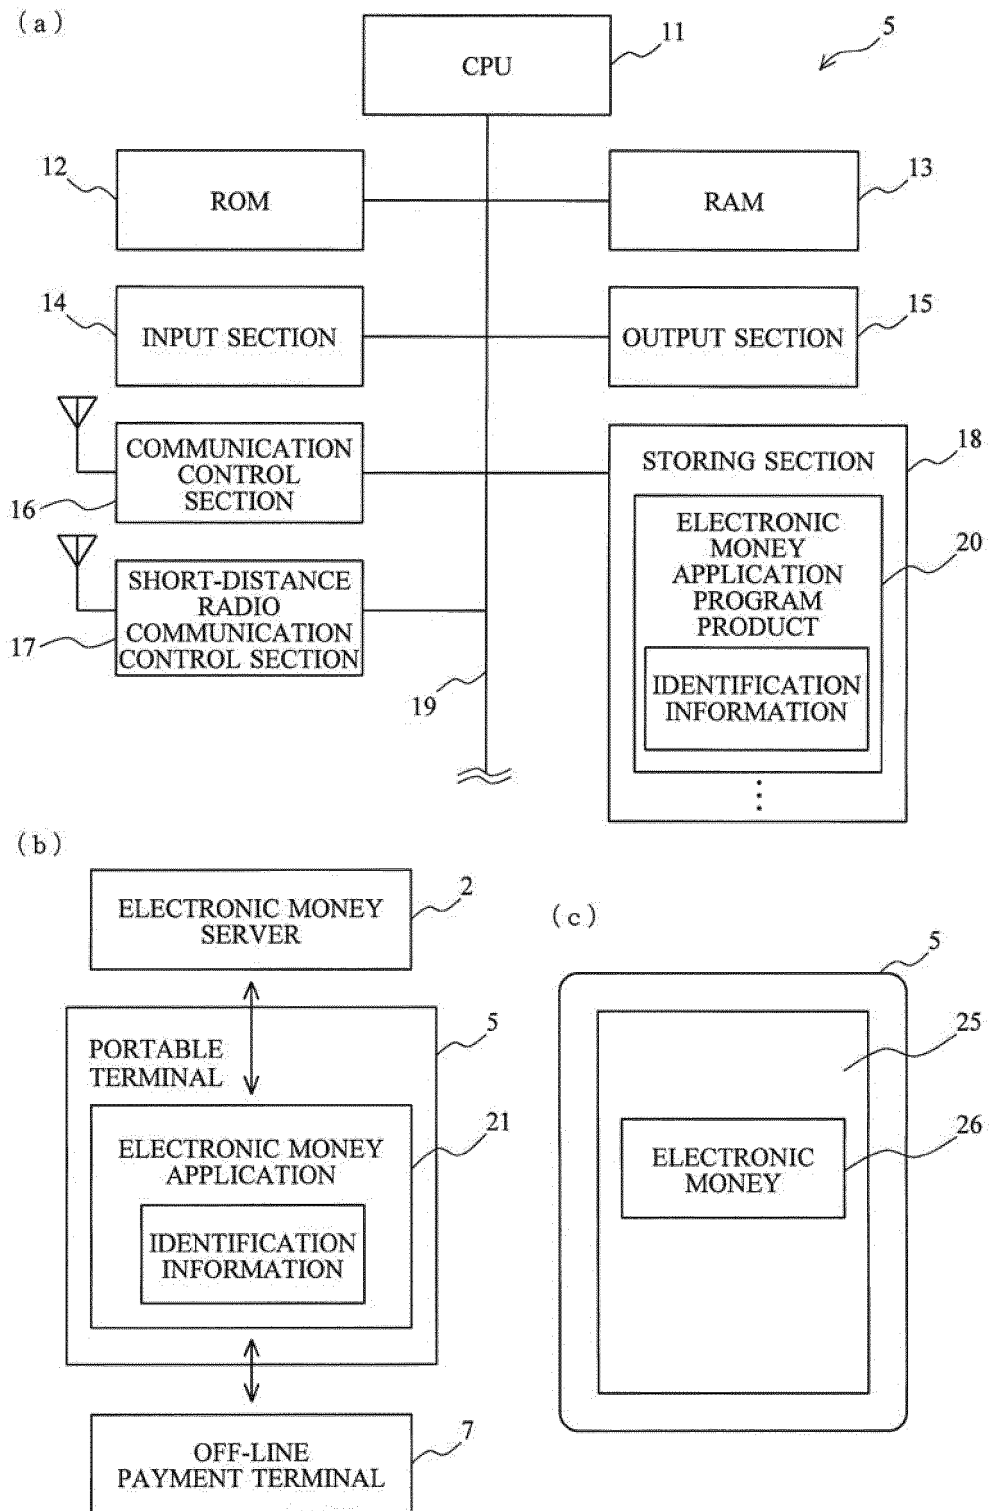 (a)
11
5
CPU
12
ROM
13
RAM
14
INPUT SECTION
15
OUTPUT SECTION
16
COMMUNICATION
CONTROL
SECTION
17
SHORT-DISTANCE
RADIO
COMMUNICATION
CONTROL SECTION
18
STORING SECTION
20
ELECTRONIC
MONEY
APPLICATION
PROGRAM
PRODUCT
IDENTIFICATION
INFORMATION
19
(b)
2
ELECTRONIC MONEY
SERVER
5
PORTABLE
TERMINAL
21
ELECTRONIC MONEY
APPLICATION
IDENTIFICATION
INFORMATION
7
OFF-LINE
PAYMENT TERMINAL
(c)
5
25
26
ELECTRONIC
MONEY